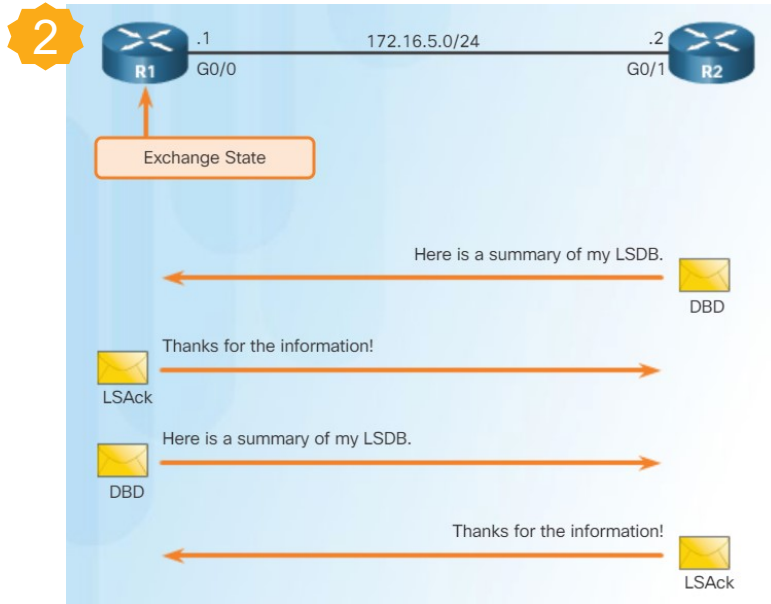 2
.1
172.16.5.0/24
.2
R1
G0/0
G0/1
R2
Exchange State
Here is a summary of my LSDB.
DBD
Thanks for the information!
LSAck
Here is a summary of my LSDB.
DBD
Thanks for the information!
LSAck